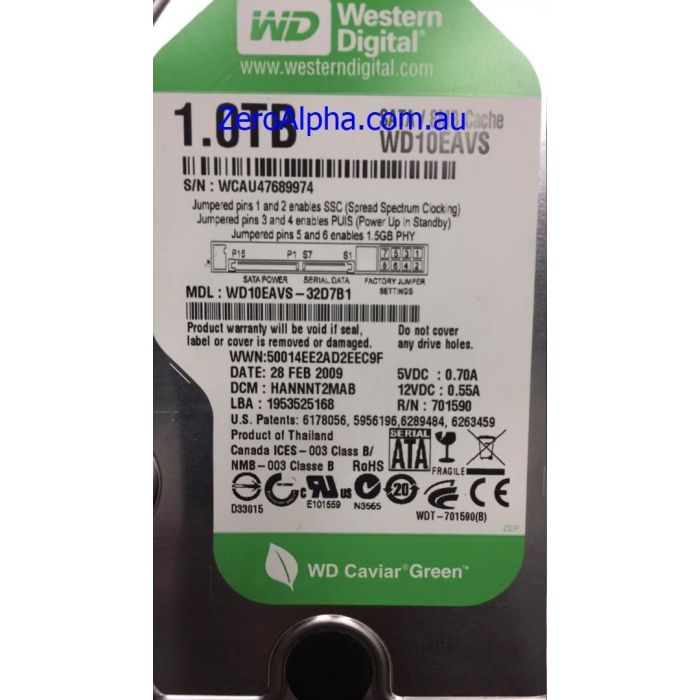 WD Western Digital®
www.westerndigital.com
1.0TB
SATA / 8MB Cache
ZeroAlpha.com.au
WD10EAVS
S/N : WCAU47689974
Jumpered pins 1 and 2 enables SSC (Spread Spectrum Clocking)
Jumpered pins 3 and 4 enables PUIS (Power Up in Standby)
Jumpered pins 5 and 6 enables 1.5GB PHY
P15 P1 S7 S1 7 5 3 1
8 6 4 2
SATA POWER SERIAL DATA FACTORY JUMPER SETTINGS
MDL : WD10EAVS-32D7B1
Product warranty will be void if seal,
label or cover is removed or damaged.
Do not cover
any drive holes.
WWN:50014EE2AD2EEC9F
DATE: 28 FEB 2009
5VDC : 0.70A
DCM : HANNNT2MAB
12VDC : 0.55A
LBA : 1953525168
R/N : 701590
U.S. Patents: 6178056, 5956196,6289484, 6263459
Product of Thailand
Canada ICES-003 Class B/
NMB-003 Classe B RoHS
SERIAL ATA
FRAGILE
D33015
c UL us
E101559
N3565
20
CE
WDT-701590(B)
ZEP
WD Caviar® Green™